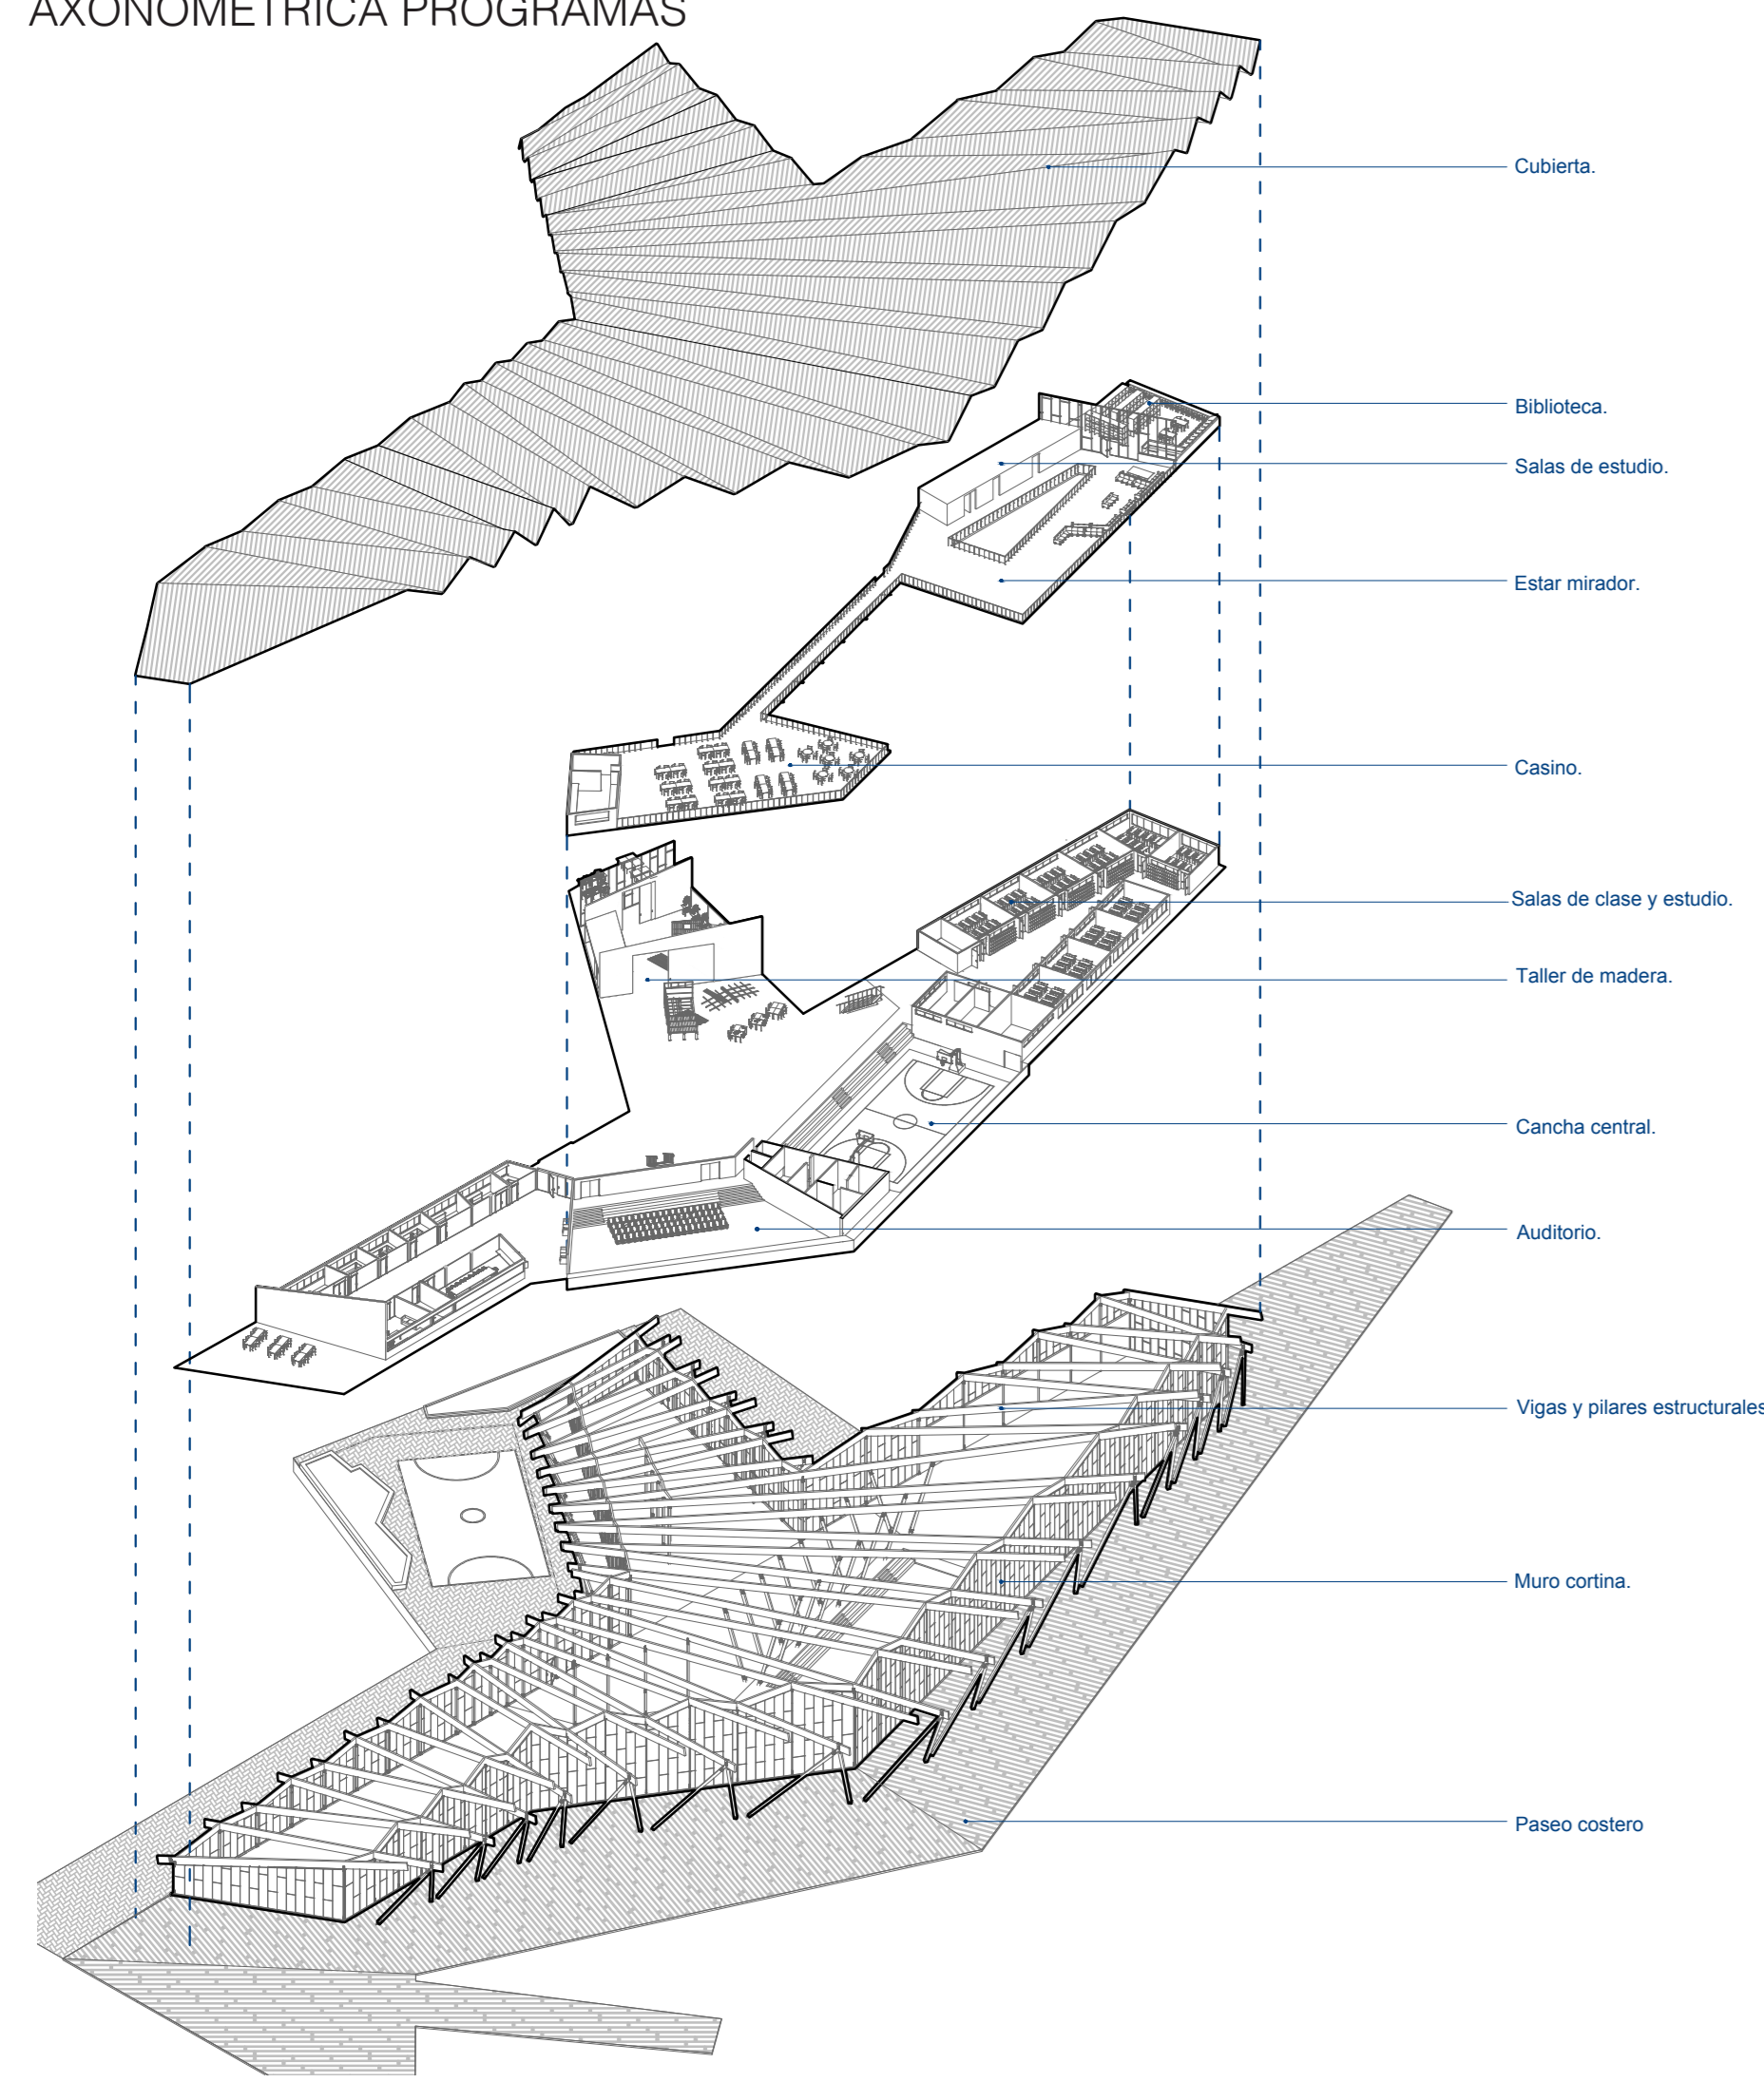 AXONOMÉTRICA PROGRAMAS
Cubierta.
Biblioteca.
Salas de estudio.
Estar mirador.
Casino.
Salas de clase y estudio.
Taller de madera.
Cancha central.
Auditorio.
Vigas y pilares estructurales
Muro cortina.
Paseo costero